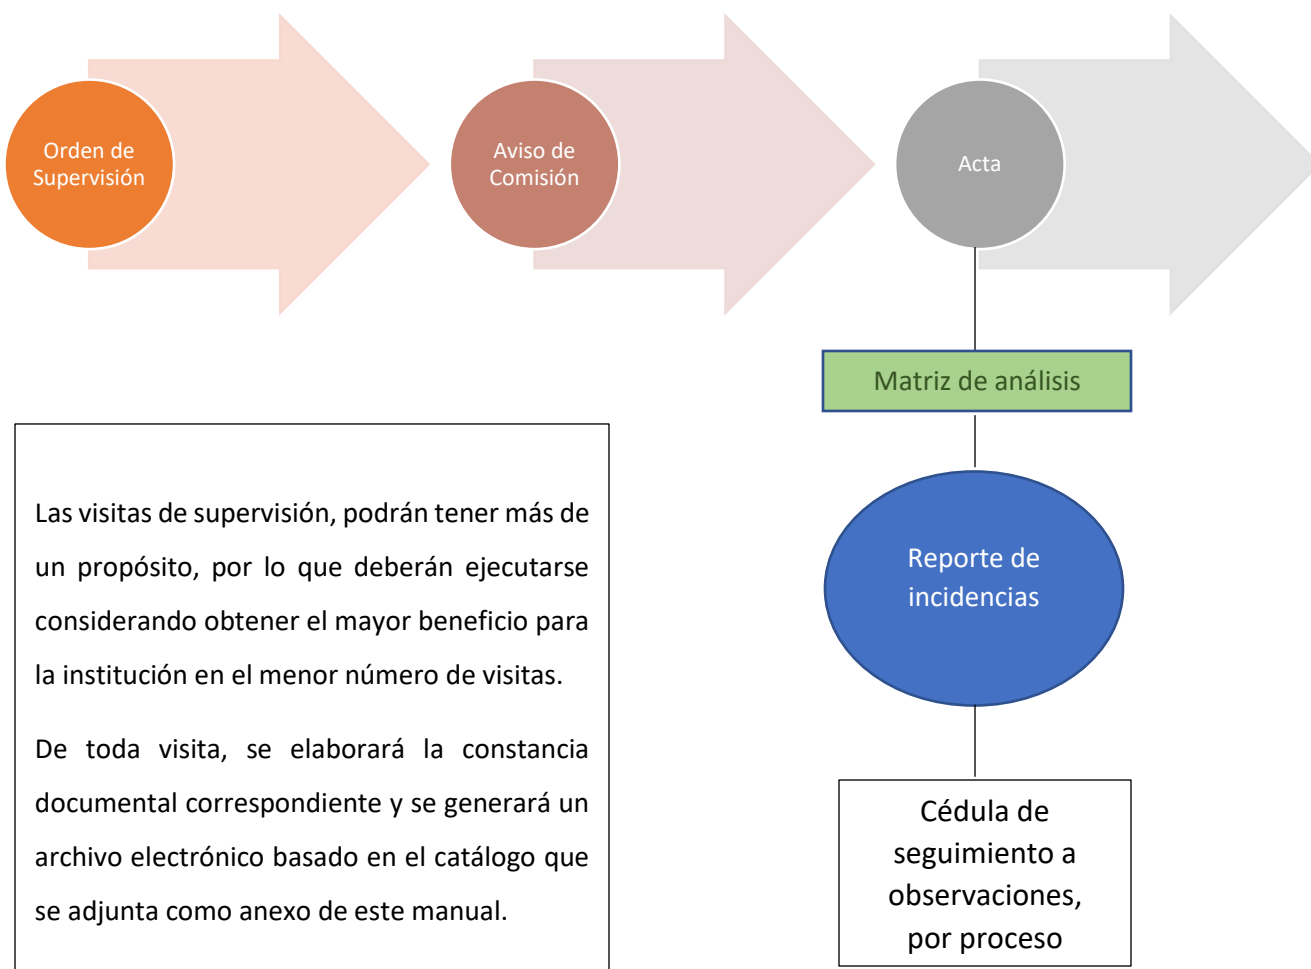 Orden de
Supervisión
Aviso de
Comisión
Acta
Matriz de análisis
Reporte de
incidencias
Cédula de
seguimiento a
observaciones,
por proceso
Las visitas de supervisión, podrán tener más de
un propósito, por lo que deberán ejecutarse
considerando obtener el mayor beneficio para
la institución en el menor número de visitas.
De toda visita, se elaborará la constancia
documental correspondiente y se generará un
archivo electrónico basado en el catálogo que
se adjunta como anexo de este manual.